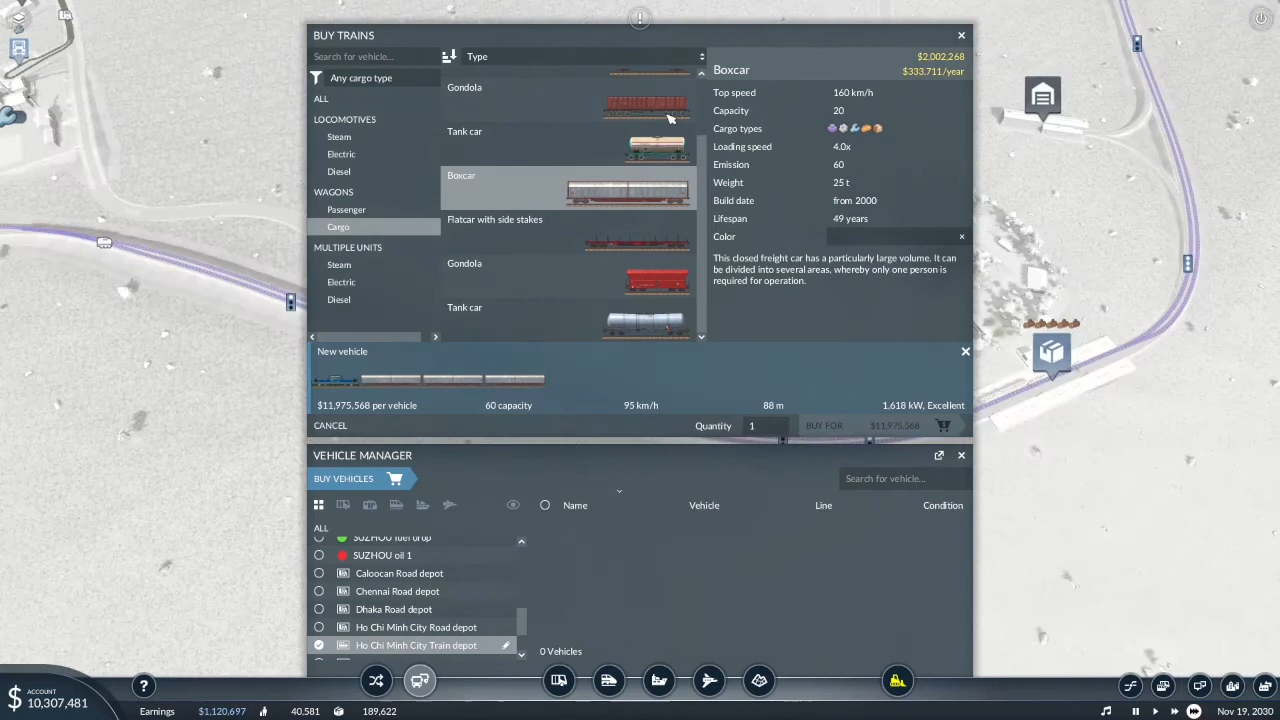 BUY TRAINS
Search for vehicle...
Type
$2,002,268
Boxcar
$333,711/year
Any cargo type
ALL
LOCOMOTIVES
Steam
Electric
Diesel
WAGONS
Passenger
Cargo
MULTIPLE UNITS
Steam
Electric
Diesel
Gondola
Tank car
Boxcar
Flatcar with side stakes
Gondola
Tank car
Top speed 160 km/h
Capacity 20
Cargo types
Loading speed 4.0x
Emission 60
Weight 25 t
Build date from 2000
Lifespan 49 years
Color
This closed freight car has a particularly large volume. It can
be divided into several areas, whereby only one person is
required for operation.
New vehicle
$11,975,568 per vehicle 60 capacity 95 km/h 88 m 1,618 kW, Excellent
CANCEL Quantity 1 BUY FOR $11,975,568
VEHICLE MANAGER
BUY VEHICLES Search for vehicle...
Name Vehicle Line Condition
ALL
SUZHOU fuel drop
SUZHOU oil 1
Caloocan Road depot
Chennai Road depot
Dhaka Road depot
Ho Chi Minh City Road depot
Ho Chi Minh City Train depot
0 Vehicles
$ ACCOUNT
10,307,481
?
Earnings $1,120,697 40,581 189,622 Nov 19, 2030